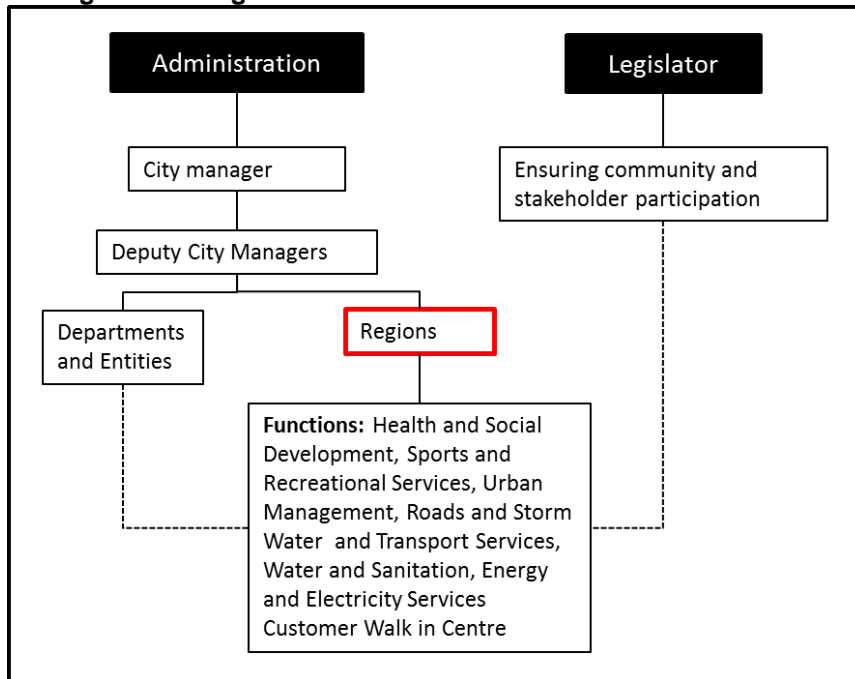 Administration
Legislator
City manager
Ensuring community and
stakeholder participation
Deputy City Managers
Departments
and Entities
Regions
Functions: Health and Social
Development, Sports and
Recreational Services, Urban
Management, Roads and Storm
Water and Transport Services,
Water and Sanitation, Energy
and Electricity Services
Customer Walk in Centre